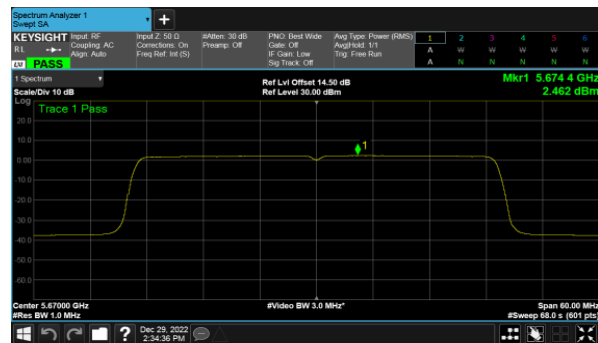 Spectrum Analyzer 1
Swept SA
+
KEYSIGHT Input: RF Input Z: 50 Ω #Atten: 30 dB PNO: Best Wide Avg Type: Power (RMS) 1 2 3 4 5 6
RL Coupling: AC Corrections: On Preamp: Off Gate: Off Avg|Hold: 1/1 A W W W W W
Align: Auto Freq Ref: Int (S) IF Gain: Low Trig: Free Run A N N N N N
LXI PASS Sig Track: Off
1 Spectrum Ref Lvl Offset 14.50 dB Mkr1 5.674 4 GHz
Scale/Div 10 dB Ref Level 30.00 dBm 2.462 dBm
Log
Trace 1 Pass
20.0
10.0
1
0.00
-10.0
-20.0
-30.0
-40.0
-50.0
-60.0
Center 5.67000 GHz #Video BW 3.0 MHz* Span 60.00 MHz
#Res BW 1.0 MHz #Sweep 68.0 s (601 pts)
? Dec 29, 2022
2:34:36 PM